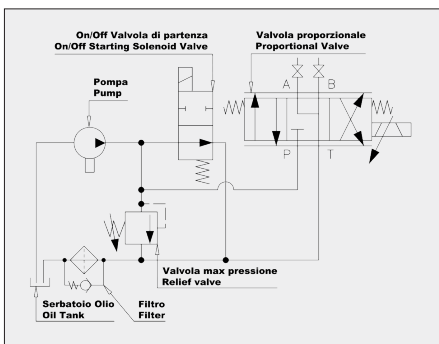 On/Off Valvola di partenza
On/Off Starting Solenoid Valve
Valvola proporzionale
Proportional Valve
Pompa
Pump
A
B
P
T
Valvola max pressione
Relief valve
Serbatoio Olio
Oil Tank
Filtro
Filter